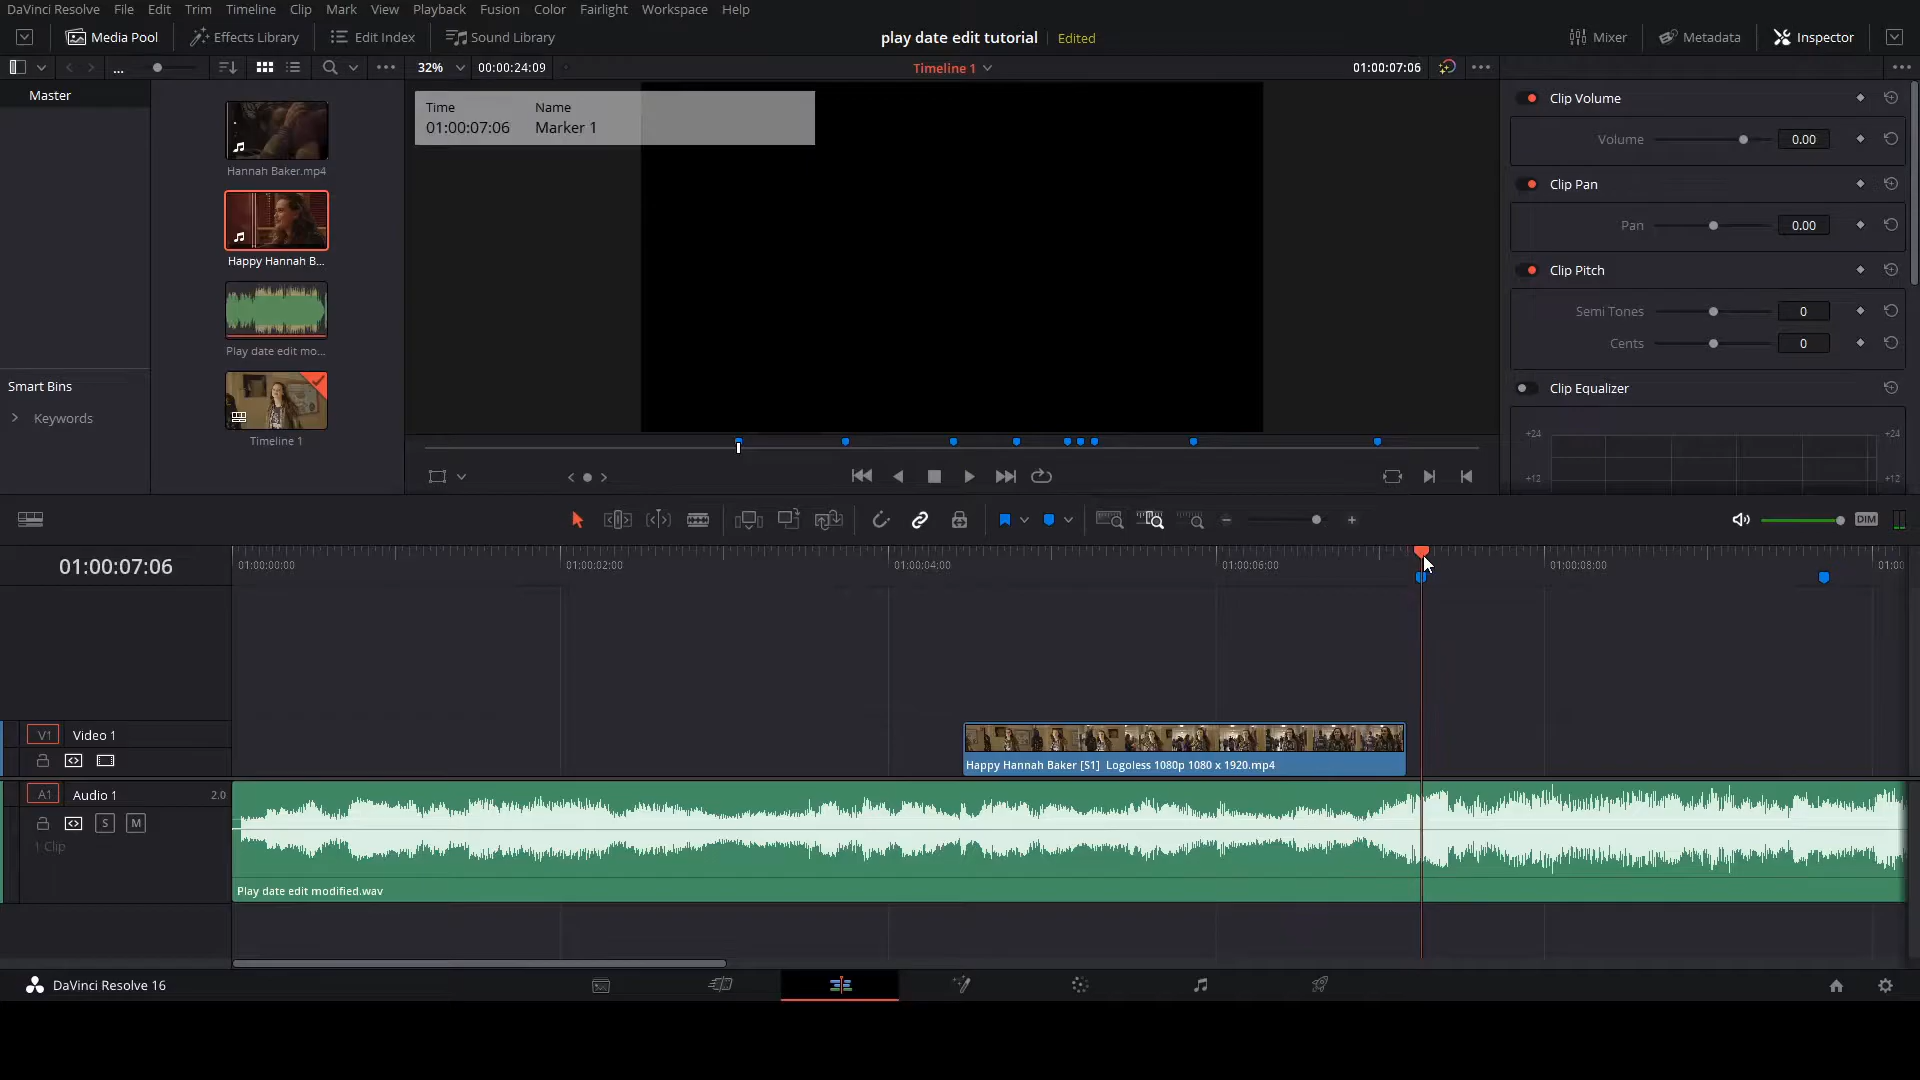 DaVinci Resolve File Edit Trim Timeline Clip Mark View Playback Fusion Color Fairlight Workspace Help
Media Pool Effects Library Edit Index Sound Library play date edit tutorial Edited Mixer Metadata Inspector
... 32% 00:00:24:09 Timeline 1 01:00:07:06
Master
Time Name
01:00:07:06 Marker 1
Hannah Baker.mp4
Happy Hannah B...
Play date edit mo...
Timeline 1
Smart Bins
Keywords
Clip Volume
Volume 0.00
Clip Pan
Pan 0.00
Clip Pitch
Semi Tones 0
Cents 0
Clip Equalizer
+24 +24
+12 +12
DIM
01:00:07:06
01:00:00:00 01:00:02:00 01:00:04:00 01:00:06:00 01:00:08:00 01:00
V1 Video 1
Happy Hannah Baker [S1] Logoless 1080p 1080 x 1920.mp4
A1 Audio 1 2.0
S M
1 Clip
Play date edit modified.wav
DaVinci Resolve 16